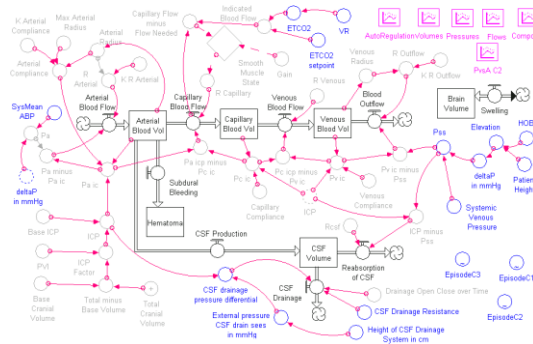 K Arterial
Compliance
Max Arterial
Radius
Capillary Flow minus
Flow Needed
Indicated
Blood Flow
ETCO2
VR
AutoRegulation
Volumes
Pressures
Flows
Arterial
Compliance
Arterial
Radius
R
Arterial
K R Arterial
Smooth
Muscle
State
ETCO2
setpoint
Gain
Venous
Radius
R Outflow
K R Outflow
PxsA.C2
SysMean
ABP
Arterial
Blood Flow
Capillary
Blood Flow
R Capillary
Venous
Blood Flow
R Venous
Blood
Outflow
Brain
Volume
Swelling
Arterial
Blood Vol
Capillary
Blood Vol
Venous
Blood Vol
Pss
Elevation
Pa
Pa minus
Pa ic
Pa minus
Pc ic
Pa ic
Pc icp minus
Pv ic
Pc ic
Pv ic
Pv ic minus
Pss
deltaP
in mmHg
deltaP
in mmHg
Patient
Height
Subdural
Bleeding
Capillary
Compliance
ICP
Venous
Compliance
Hematoma
Base ICP
ICP
ICP minus
Pss
Systemic
Venous
Pressure
CSF Production
Rcsf
PVI
ICP
Factor
CSF
Volume
Reabsorption
of CSF
Base
Cranial
Volume
Total minus
Base Volume
Total
Cranial
Volume
CSF drainage
pressure differential
CSF
Drainage
Drainage Open Close over Time
External pressure
CSF drain sees
in mmHg
CSF Drainage Resistance
Height of CSF Drainage
System in cm
EpisodeC3
EpisodeC1
EpisodeC2